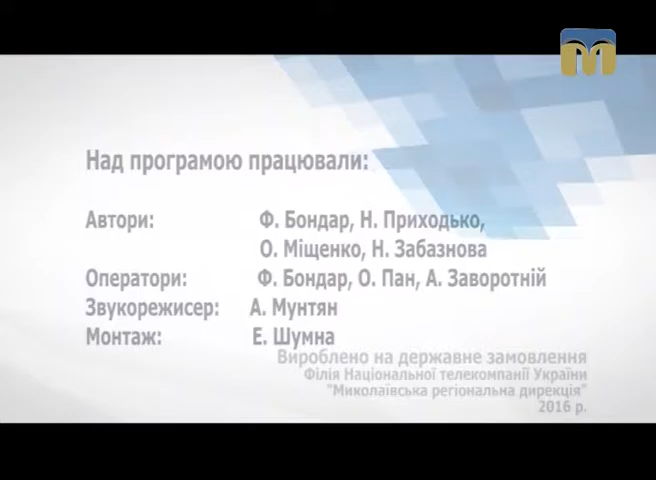 М
Над програмою працювали:
Автори: Ф. Бондар, Н. Приходько,
О. Міщенко, Н. Забазнова
Оператори: Ф. Бондар, О. Пан, А. Заворотній
Звукорежисер: А. Мунтян
Монтаж: Е. Шумна
Вироблено на державне замовлення
Філія Національної телекомпанії України
"Миколаївська регіональна дирекція"
2016 р.